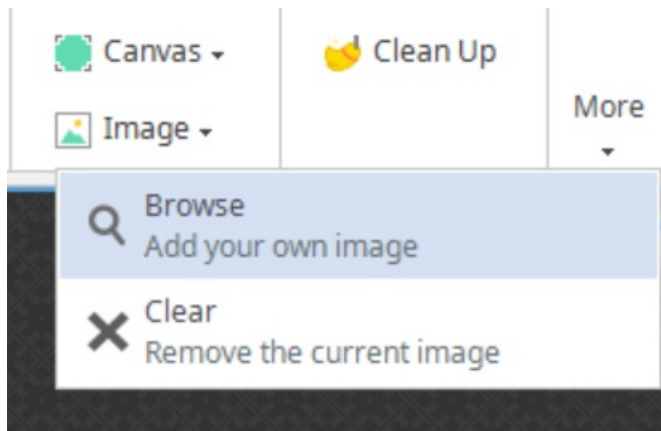 Canvas
Clean Up
Image
More
Browse
Add your own image
Clear
Remove the current image